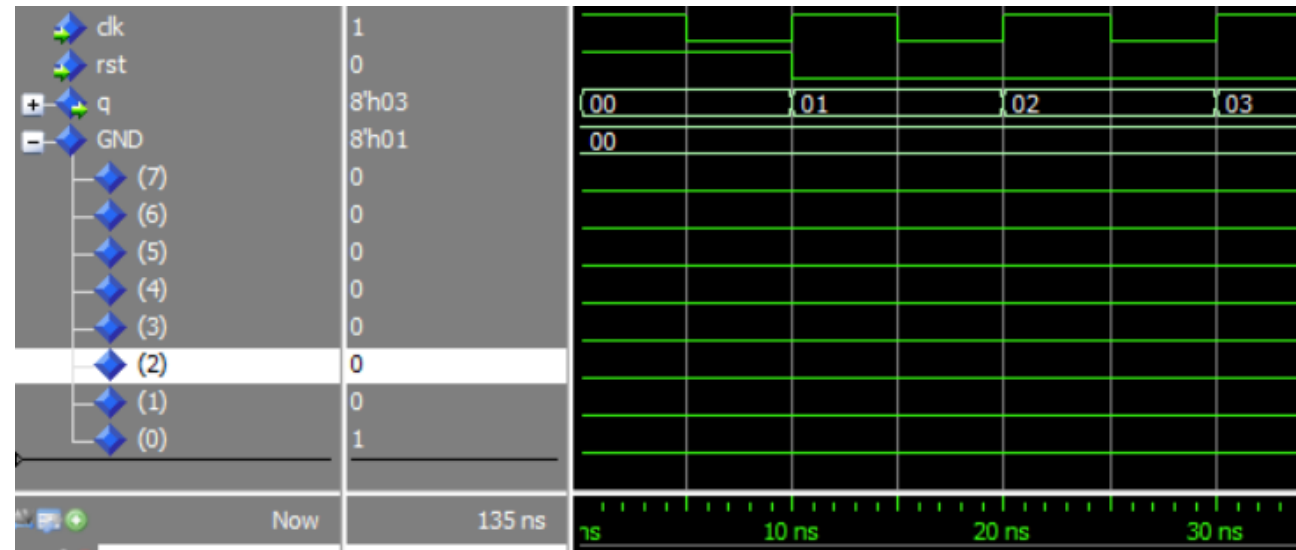 clk 1
rst 0
q 8'h03 00 01 02 03
GND 8'h01 00
(7) 0
(6) 0
(5) 0
(4) 0
(3) 0
(2) 0
(1) 0
(0) 1
Now 135 ns ns 10 ns 20 ns 30 ns